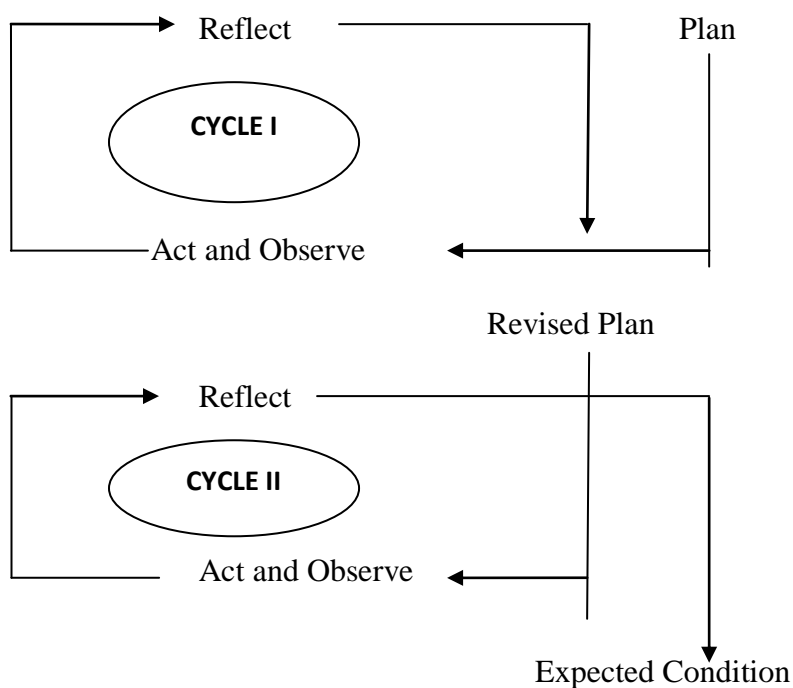 Reflect Plan
CYCLE I
Act and Observe
Revised Plan
Reflect
CYCLE II
Act and Observe
Expected Condition